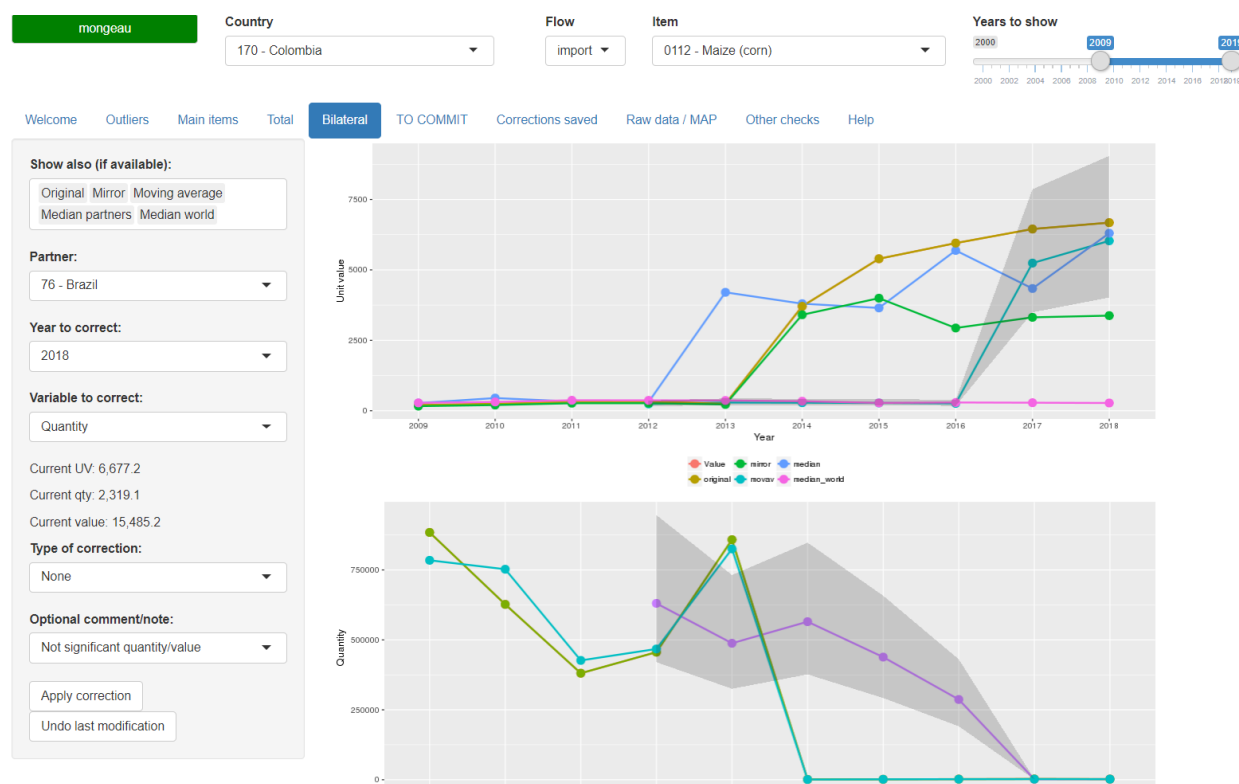 mongeau
Country
Flow
Item
Years to show
170 - Colombia
import
0112 - Maize (corn)
2000
2009
2019
2000 2002 2004 2006 2008 2010 2012 2014 2016 2018 2019
Welcome
Outliers
Main items
Total
Bilateral
TO COMMIT
Corrections saved
Raw data / MAP
Other checks
Help
Show also (if available):
Original Mirror Moving average
Median partners Median world
Partner:
76 - Brazil
Year to correct:
2018
Variable to correct:
Quantity
Current UV: 6,677.2
Current qty: 2,319.1
Current value: 15,485.2
Type of correction:
None
Optional comment/note:
Not significant quantity/value
Apply correction
Undo last modification
Unit value
7500
5000
2500
0
2009 2010 2011 2012 2013 2014 2015 2016 2017 2018
Year
Value mirror median
original movav median_world
Quantity
750000
500000
250000
0